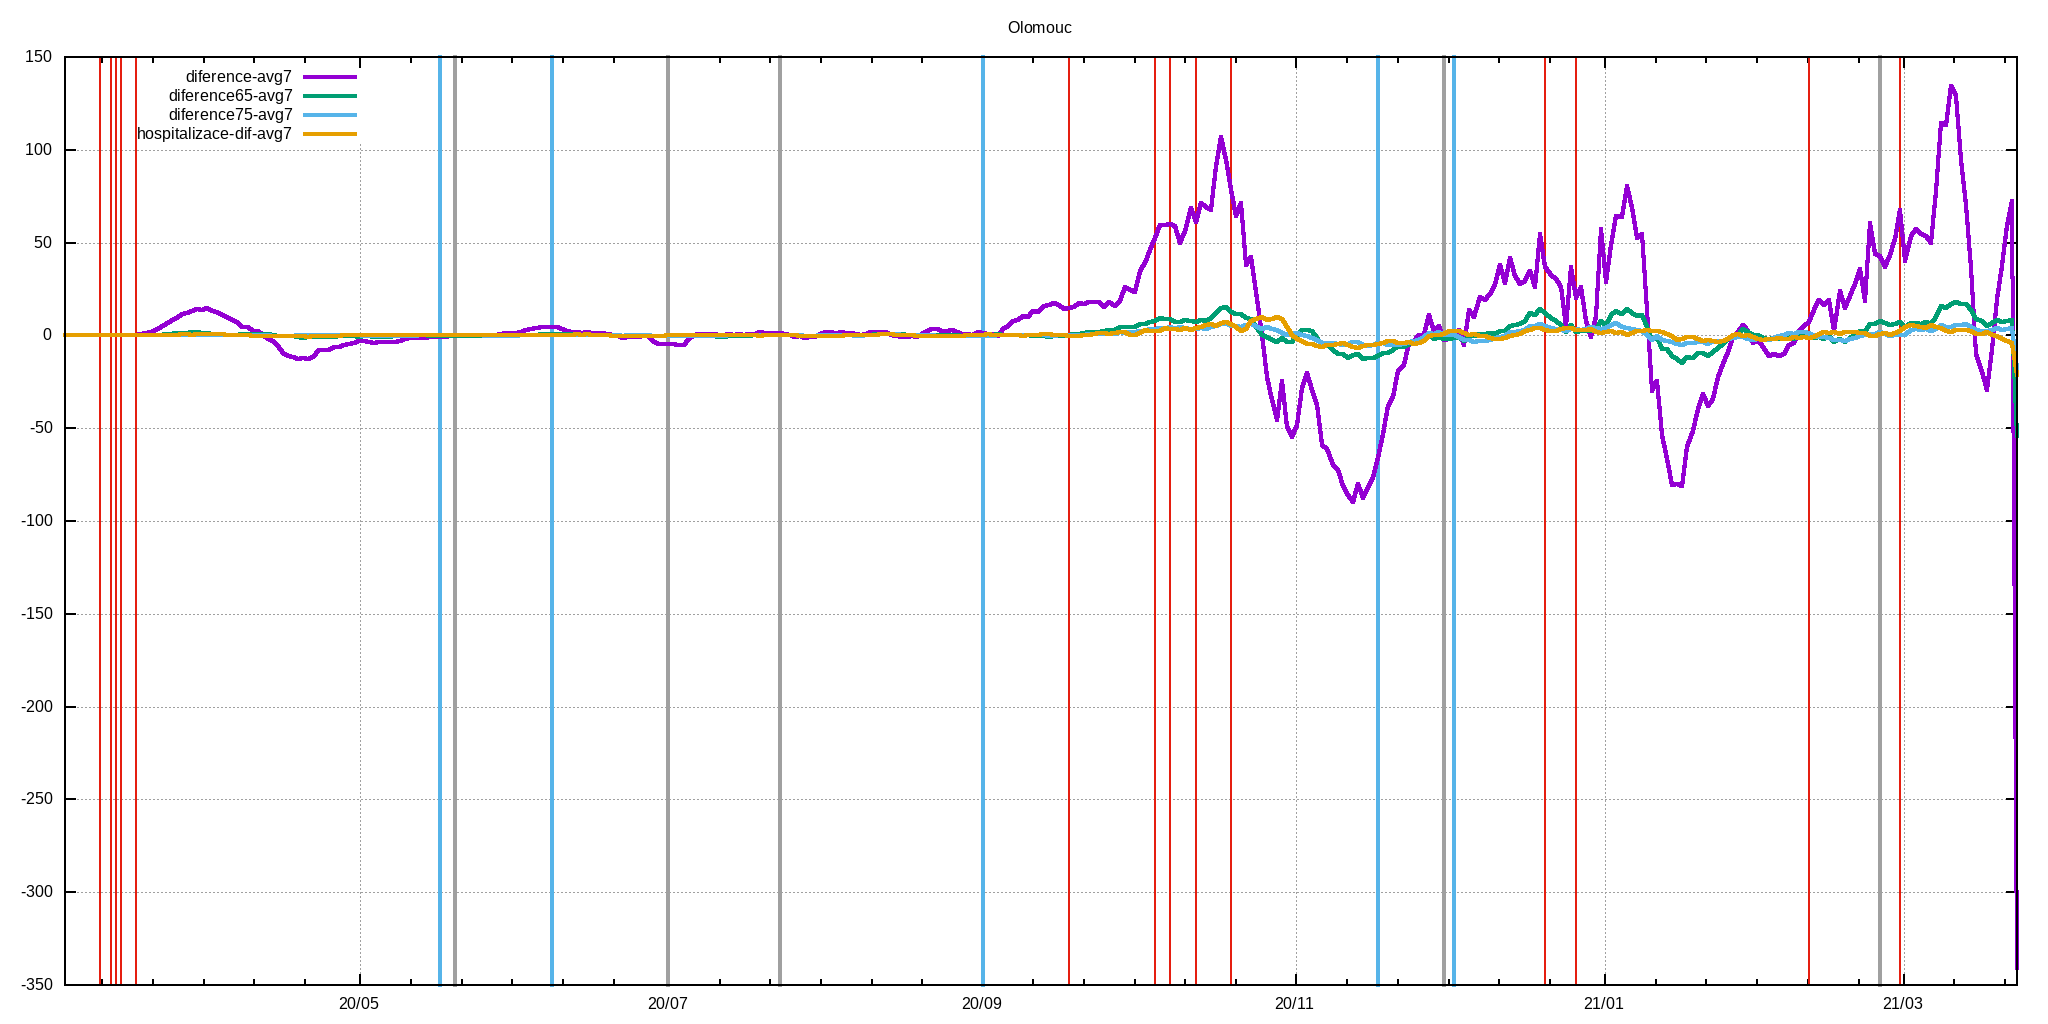 Olomouc
diference-avg7
diference65-avg7
diference75-avg7
hospitalizace-dif-avg7
150
100
50
0
-50
-100
-150
-200
-250
-300
-350
20/05 20/07 20/09 20/11 21/01 21/03